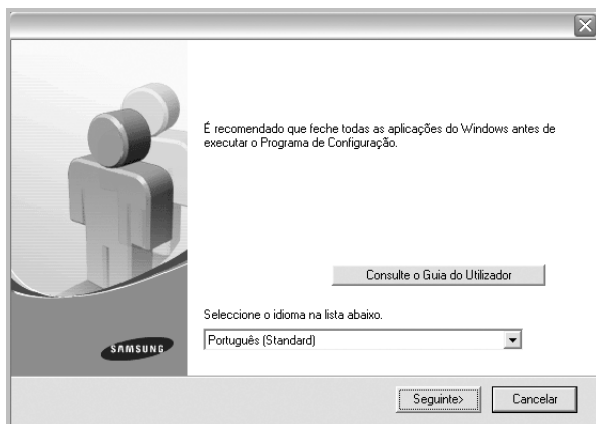 É recomendado que feche todas as aplicações do Windows antes de
executar o Programa de Configuração.
Consulte o Guia do Utilizador
Seleccione o idioma na lista abaixo.
SAMSUNG
Português (Standard)
Seguinte>
Cancelar